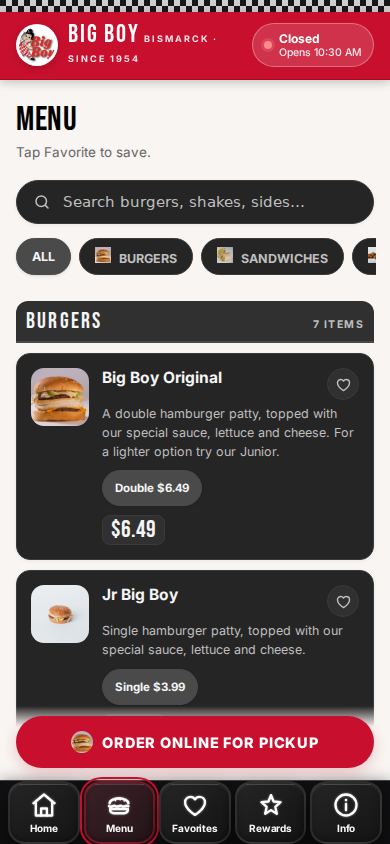 Big Boy
BIG BOY BISMARCK ·
SINCE 1954
Closed
Opens 10:30 AM
MENU
Tap Favorite to save.
Search burgers, shakes, sides...
ALL
BURGERS
SANDWICHES
BURGERS
7 ITEMS
Big Boy Original
A double hamburger patty, topped with
our special sauce, lettuce and cheese. For
a lighter option try our Junior.
Double $6.49
$6.49
Jr Big Boy
Single hamburger patty, topped with our
special sauce, lettuce and cheese.
Single $3.99
ORDER ONLINE FOR PICKUP
Home
Menu
Favorites
Rewards
Info